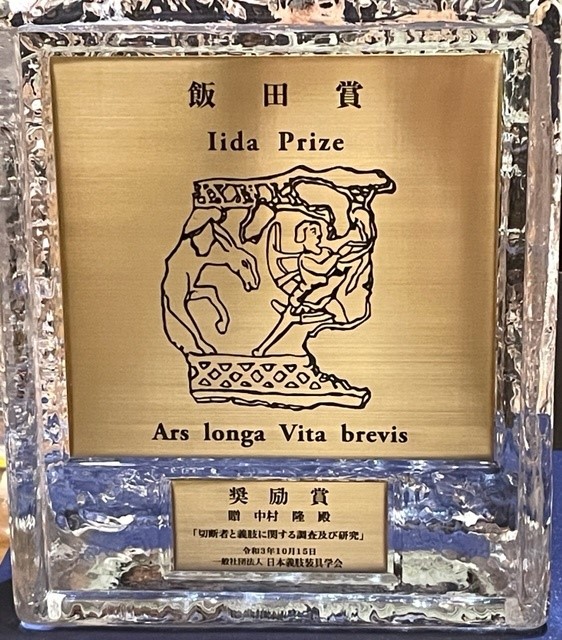 飯田賞
Iida Prize
Ars longa Vita brevis
奨励賞
贈 中村 隆 殿
「切断者と義肢に関する調査及び研究」
令和3年10月15日
一般社団法人 日本義肢装具学会